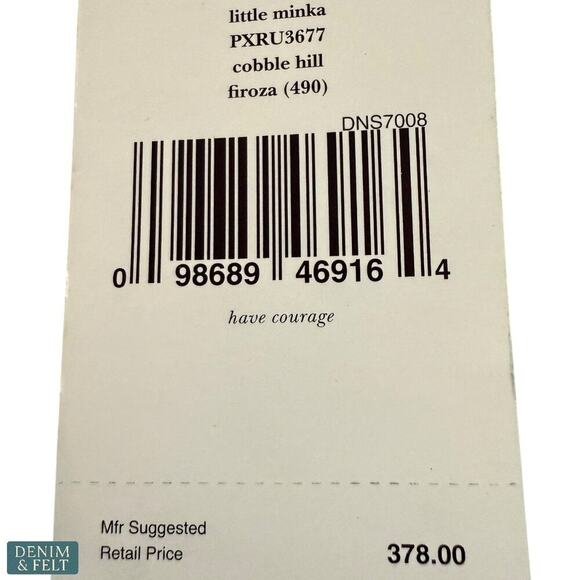 little minka
PXRU3677
cobble hill
firoza (490)
DNS7008
0 98689 46916 4
have courage
Mfr Suggested
Retail Price 378.00
DENIM
& FELT